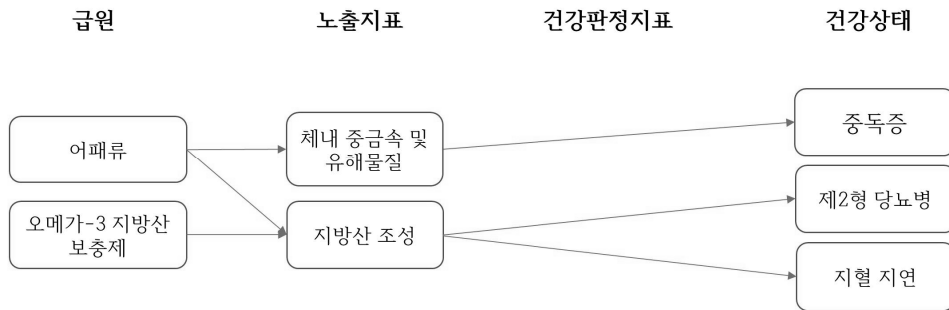 급원 노출지표 건강판정지표 건강상태
어패류
오메가-3 지방산
보충제
체내 중금속 및
유해물질
지방산 조성
중독증
제2형 당뇨병
지혈 지연